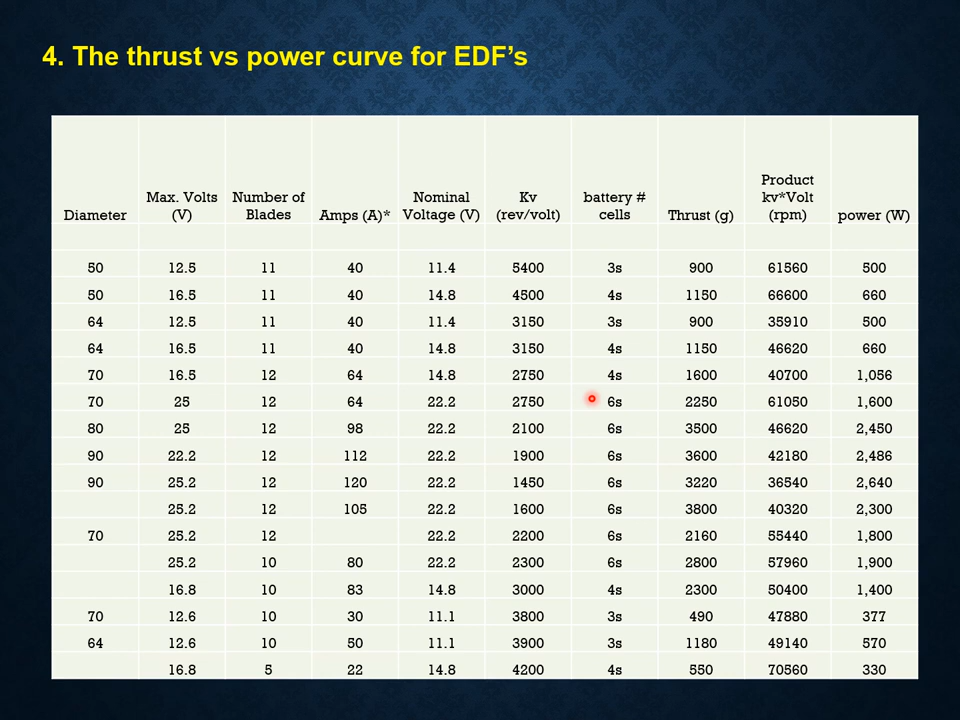 4. The thrust vs power curve for EDF's
Diameter Max. Volts (V) Number of Blades Amps (A)* Nominal Voltage (V) Kv (rev/volt) battery # cells Thrust (g) Product kv*Volt (rpm) power (W)
50 12.5 11 40 11.4 5400 3s 900 61560 500
50 16.5 11 40 14.8 4500 4s 1150 66600 660
64 12.5 11 40 11.4 3150 3s 900 35910 500
64 16.5 11 40 14.8 3150 4s 1150 46620 660
70 16.5 12 64 14.8 2750 4s 1600 40700 1,056
70 25 12 64 22.2 2750 6s 2250 61050 1,600
80 25 12 98 22.2 2100 6s 3500 46620 2,450
90 22.2 12 112 22.2 1900 6s 3600 42180 2,486
90 25.2 12 120 22.2 1450 6s 3220 36540 2,640
25.2 12 105 22.2 1600 6s 3800 40320 2,300
70 25.2 12 22.2 2200 6s 2160 55440 1,800
25.2 10 80 22.2 2300 6s 2800 57960 1,900
16.8 10 83 14.8 3000 4s 2300 50400 1,400
70 12.6 10 30 11.1 3800 3s 490 47880 377
64 12.6 10 50 11.1 3900 3s 1180 49140 570
16.8 5 22 14.8 4200 4s 550 70560 330